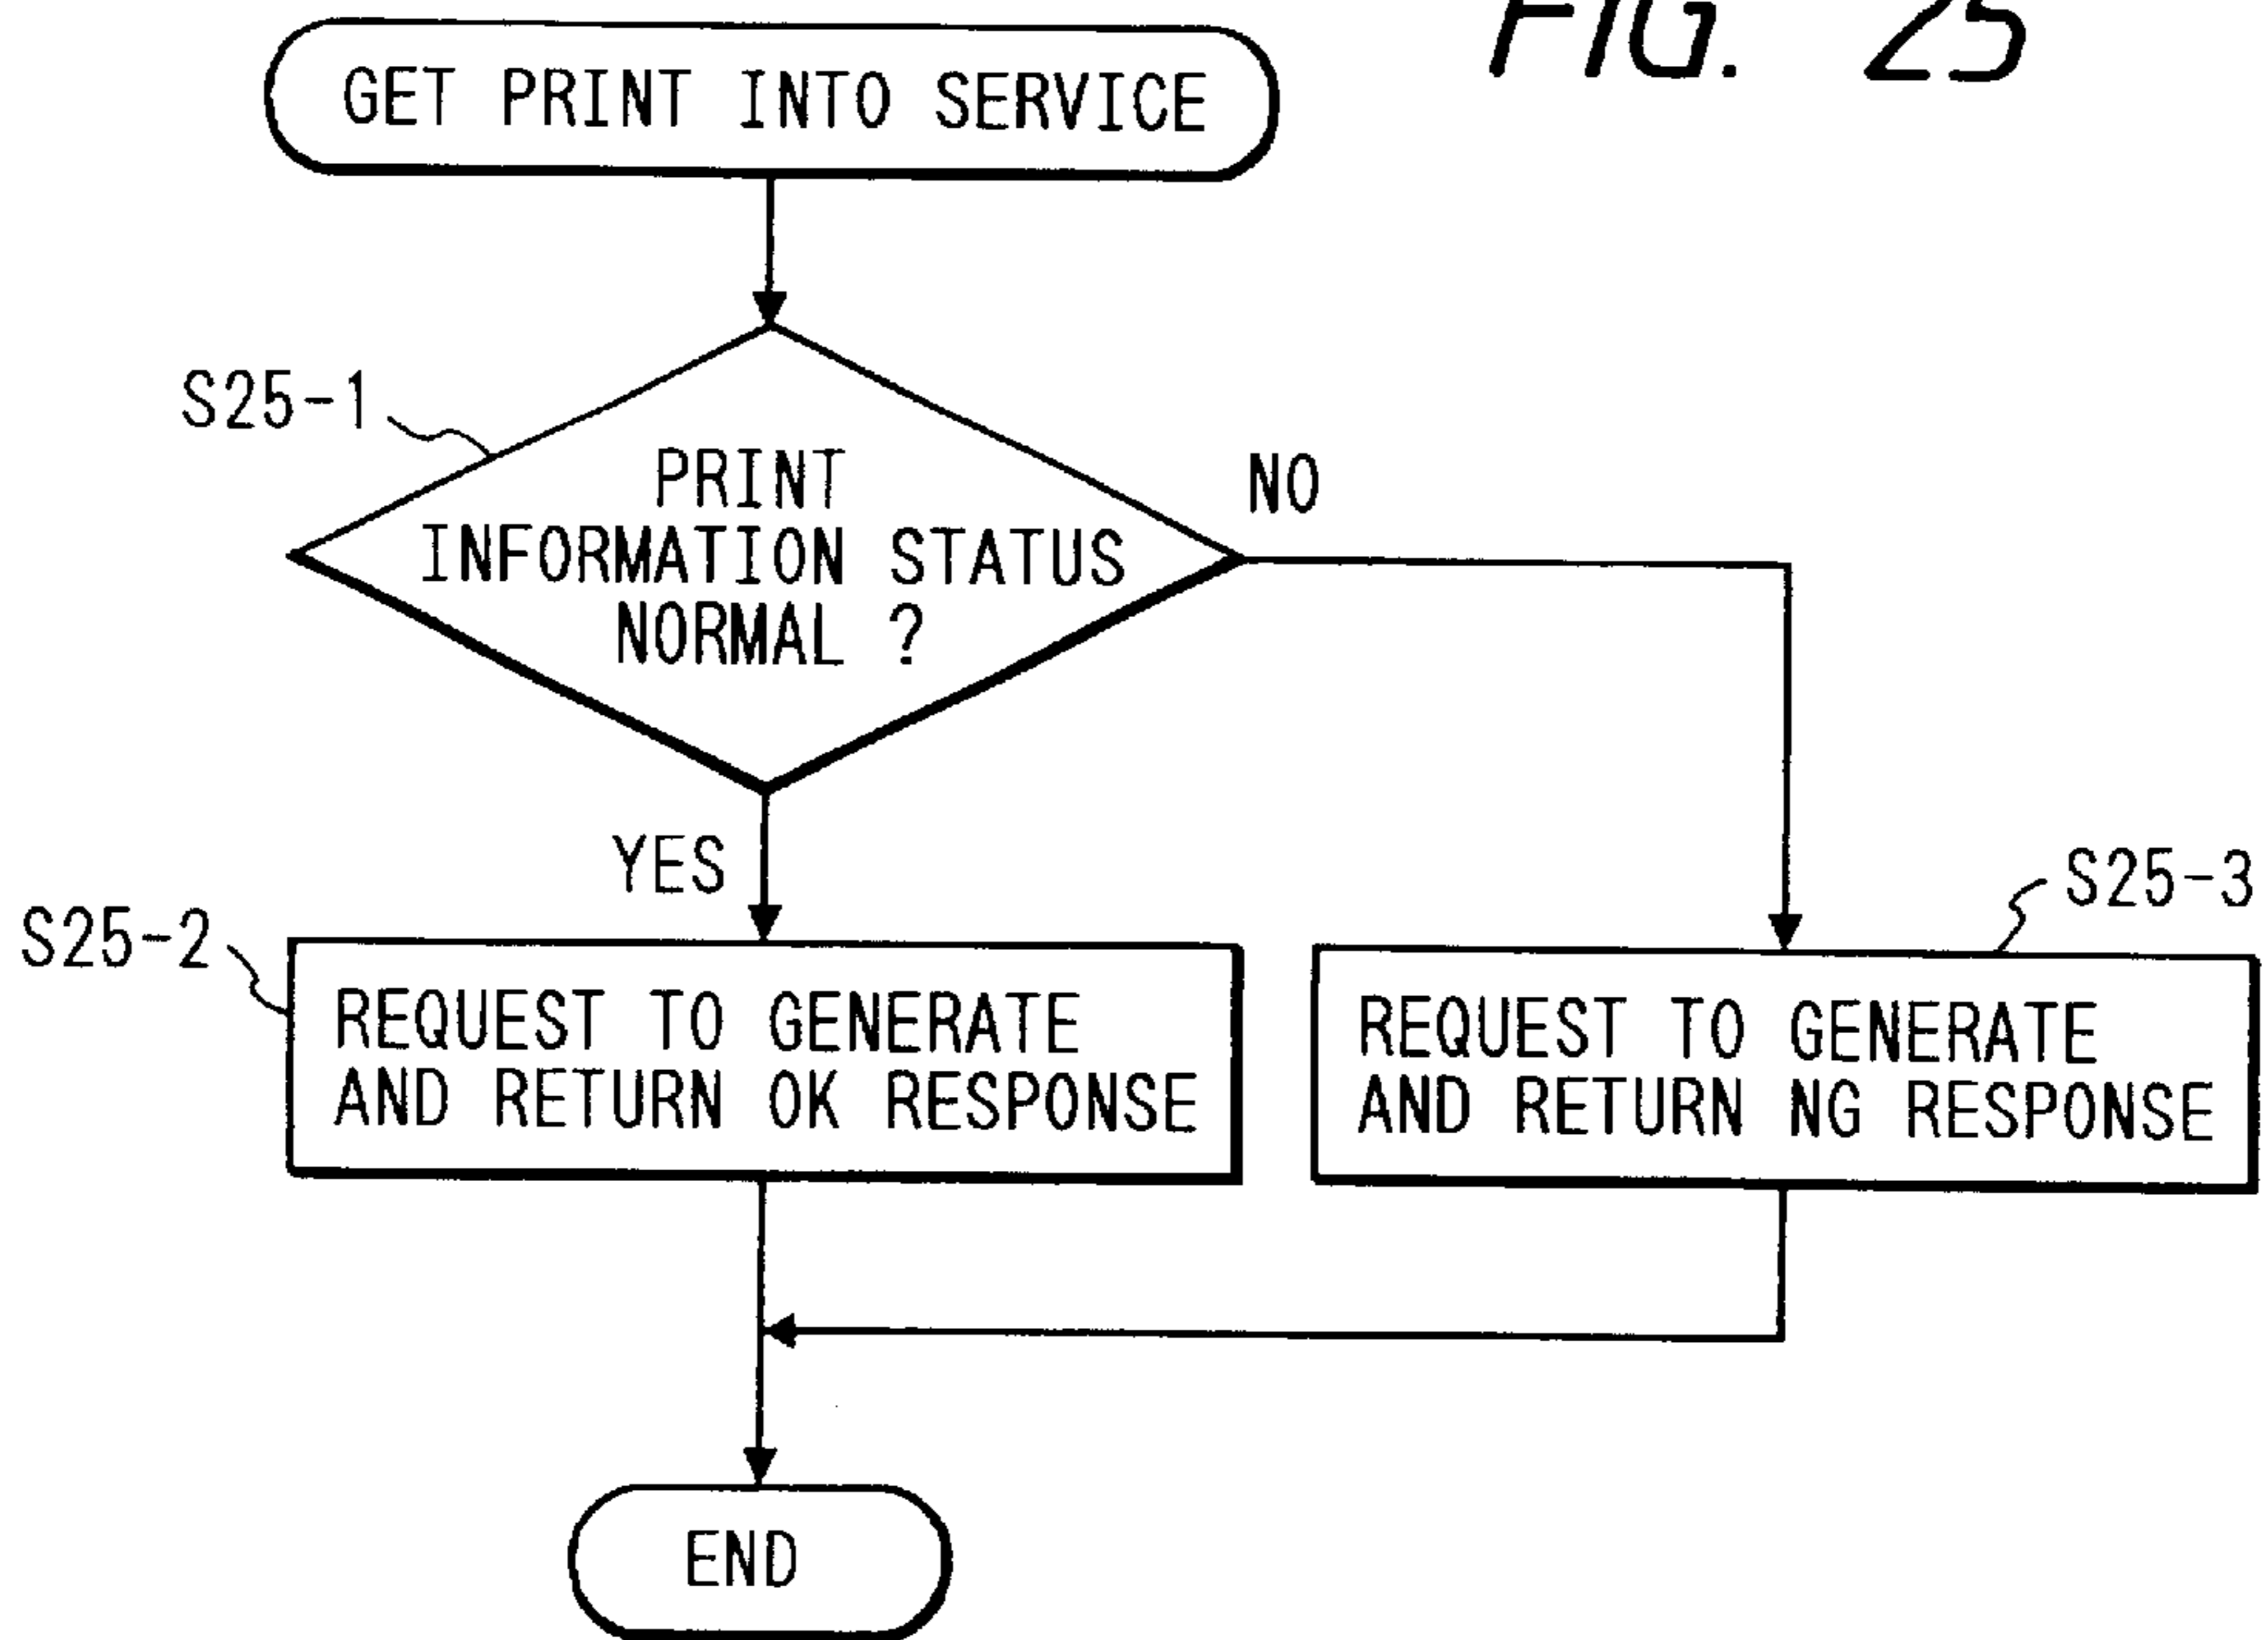 FIG. 25
GET PRINT INTO SERVICE
S25-1
PRINT
INFORMATION STATUS
NORMAL ?
NO
YES
S25-2
REQUEST TO GENERATE
AND RETURN OK RESPONSE
S25-3
REQUEST TO GENERATE
AND RETURN NG RESPONSE
END